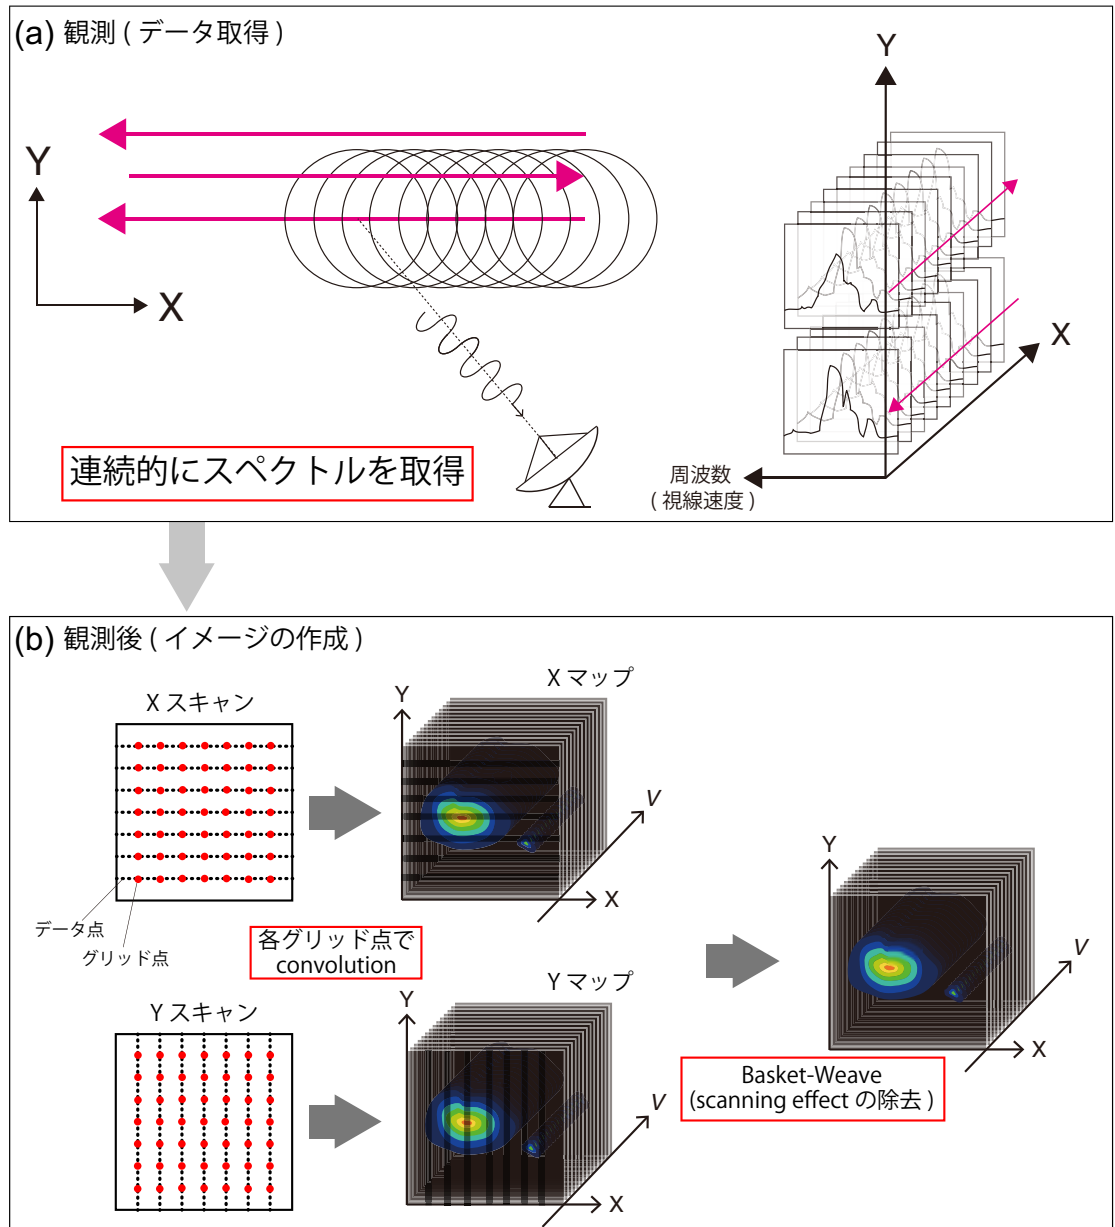 (a) 観測 ( データ取得 )
Y
X
連続的にスペクトルを取得
Y
X
周波数
( 視線速度 )
(b) 観測後 ( イメージの作成 )
X スキャン
データ点
グリッド点
X マップ
Y
V
X
各グリッド点で
convolution
Y スキャン
Y マップ
Y
V
X
Y
V
X
Basket-Weave
(scanning effect の除去 )